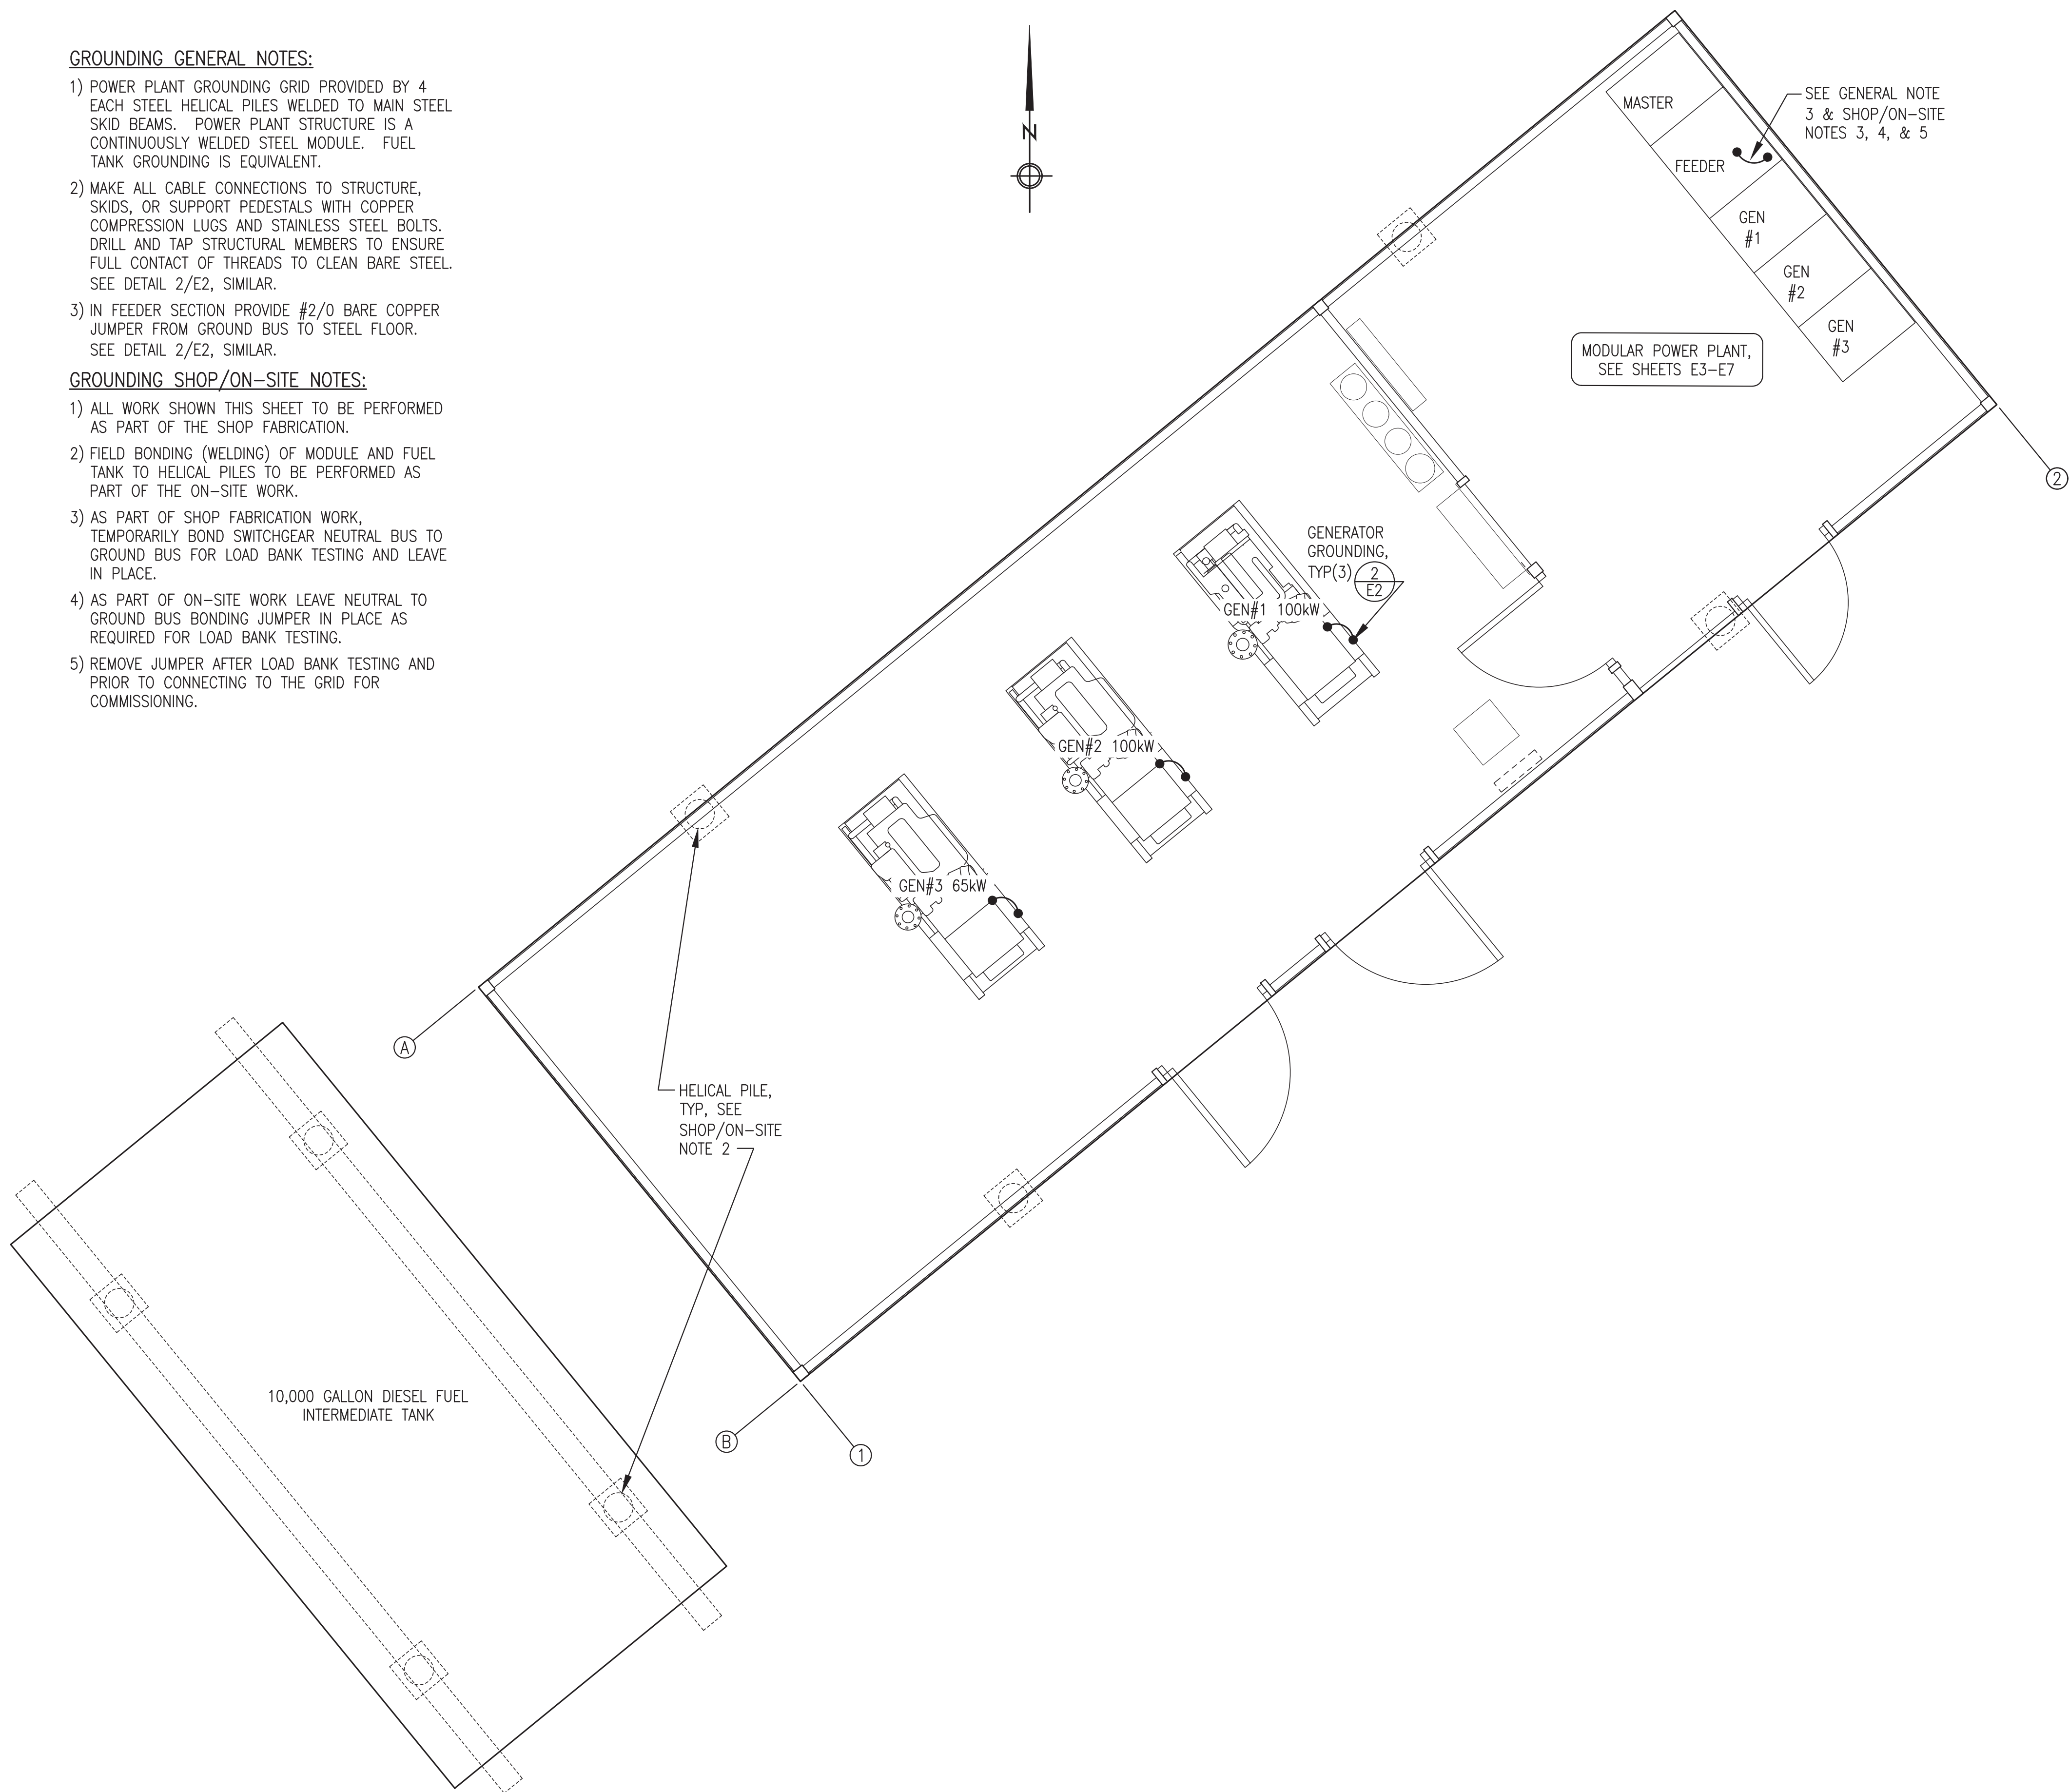 GROUNDING GENERAL NOTES:
1) POWER PLANT GROUNDING GRID PROVIDED BY 4
EACH STEEL HELICAL PILES WELDED TO MAIN STEEL
SKID BEAMS. POWER PLANT STRUCTURE IS A
CONTINUOUSLY WELDED STEEL MODULE. FUEL
TANK GROUNDING IS EQUIVALENT.
2) MAKE ALL CABLE CONNECTIONS TO STRUCTURE,
SKIDS, OR SUPPORT PEDESTALS WITH COPPER
COMPRESSION LUGS AND STAINLESS STEEL BOLTS.
DRILL AND TAP STRUCTURAL MEMBERS TO ENSURE
FULL CONTACT OF THREADS TO CLEAN BARE STEEL.
SEE DETAIL 2/E2, SIMILAR.
3) IN FEEDER SECTION PROVIDE #2/0 BARE COPPER
JUMPER FROM GROUND BUS TO STEEL FLOOR.
SEE DETAIL 2/E2, SIMILAR.
GROUNDING SHOP/ON-SITE NOTES:
1) ALL WORK SHOWN THIS SHEET TO BE PERFORMED
AS PART OF THE SHOP FABRICATION.
2) FIELD BONDING (WELDING) OF MODULE AND FUEL
TANK TO HELICAL PILES TO BE PERFORMED AS
PART OF THE ON-SITE WORK.
3) AS PART OF SHOP FABRICATION WORK,
TEMPORARILY BOND SWITCHGEAR NEUTRAL BUS TO
GROUND BUS FOR LOAD BANK TESTING AND LEAVE
IN PLACE.
4) AS PART OF ON-SITE WORK LEAVE NEUTRAL TO
GROUND BUS BONDING JUMPER IN PLACE AS
REQUIRED FOR LOAD BANK TESTING.
5) REMOVE JUMPER AFTER LOAD BANK TESTING AND
PRIOR TO CONNECTING TO THE GRID FOR
COMMISSIONING.
N
MASTER
FEEDER
GEN
#1
GEN
#2
GEN
#3
SEE GENERAL NOTE
3 & SHOP/ON-SITE
NOTES 3, 4, & 5
MODULAR POWER PLANT,
SEE SHEETS E3-E7
2
GENERATOR
GROUNDING,
TYP(3)
2
E2
GEN#1 100kW
GEN#2 100kW
GEN#3 65kW
A
HELICAL PILE,
TYP, SEE
SHOP/ON-SITE
NOTE 2
10,000 GALLON DIESEL FUEL
INTERMEDIATE TANK
B
1